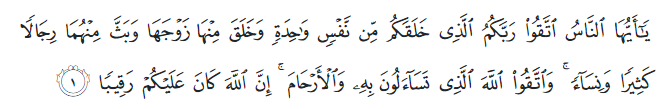 يَٰٓأَيُّهَا ٱلنَّاسُ ٱتَّقُوا۟ رَبَّكُمُ ٱلَّذِى خَلَقَكُم مِّن نَّفْسٍ وَٰحِدَةٍ وَخَلَقَ مِنْهَا زَوْجَهَا وَبَثَّ مِنْهُمَا رِجَالًا
كَثِيرًا وَنِسَآءً ۚ وَٱتَّقُوا۟ ٱللَّهَ ٱلَّذِى تَسَآءَلُونَ بِهِۦ وَٱلْأَرْحَامَ ۚ إِنَّ ٱللَّهَ كَانَ عَلَيْكُمْ رَقِيبًا ١